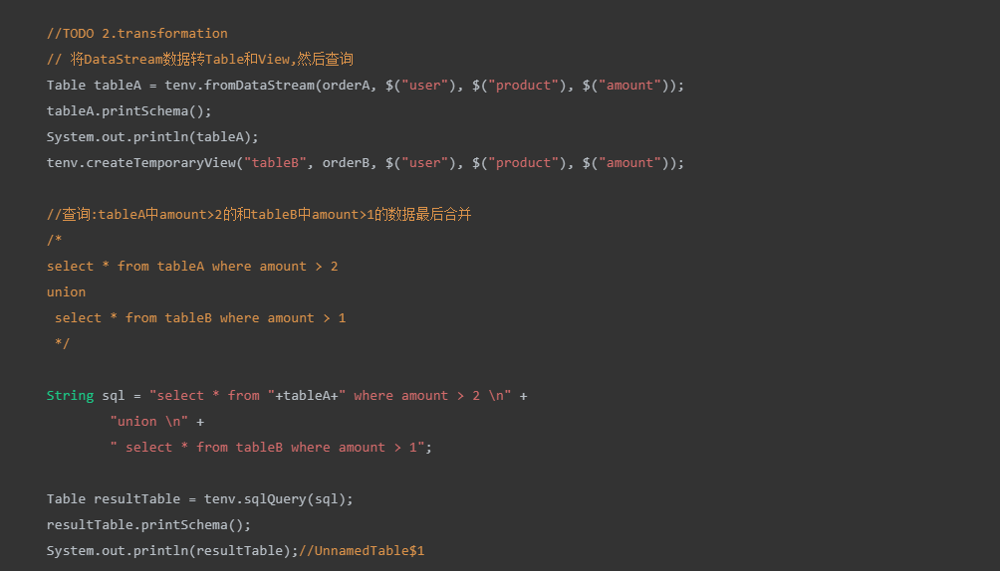 //TODO 2.transformation
// 将DataStream数据转Table和View,然后查询
Table tableA = tenv.fromDataStream(orderA, $("user"), $("product"), $("amount"));
tableA.printSchema();
System.out.println(tableA);
tenv.createTemporaryView("tableB", orderB, $("user"), $("product"), $("amount"));
//查询:tableA中amount>2的和tableB中amount>1的数据最后合并
/*
select * from tableA where amount > 2
union
 select * from tableB where amount > 1
 */
String sql = "select * from "+tableA+" where amount > 2 \n" +
        "union \n" +
        " select * from tableB where amount > 1";
Table resultTable = tenv.sqlQuery(sql);
resultTable.printSchema();
System.out.println(resultTable);//UnnamedTable$1